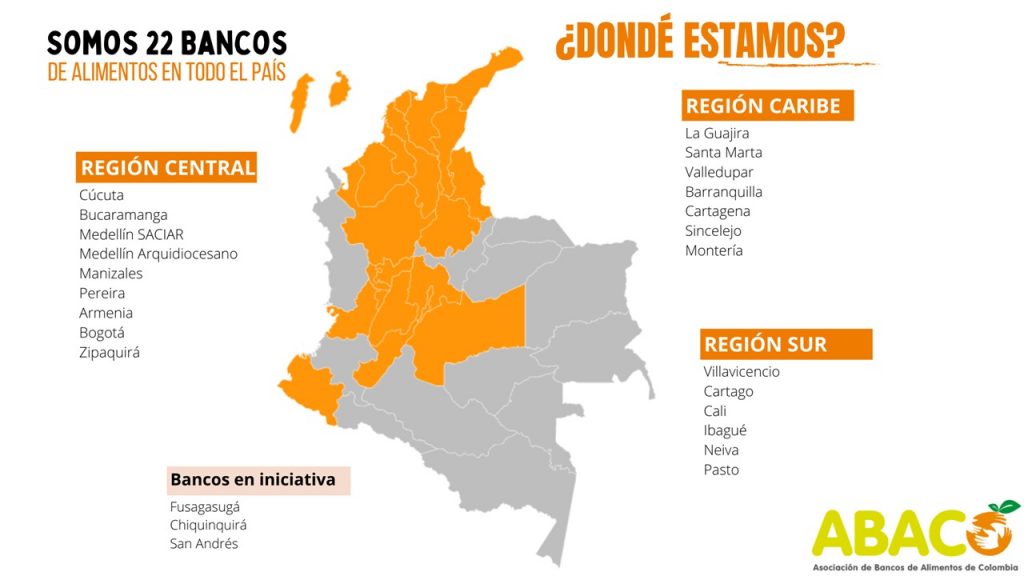 SOMOS 22 BANCOS
DE ALIMENTOS EN TODO EL PAÍS
¿DONDÉ ESTAMOS?
REGIÓN CENTRAL
Cúcuta
Bucaramanga
Medellín SACIAR
Medellín Arquidiocesano
Manizales
Pereira
Armenia
Bogotá
Zipaquirá
REGIÓN CARIBE
La Guajira
Santa Marta
Valledupar
Barranquilla
Cartagena
Sincelejo
Montería
REGIÓN SUR
Villavicencio
Cartago
Cali
Ibagué
Neiva
Pasto
Bancos en iniciativa
Fusagasugá
Chiquinquirá
San Andrés
ABACO
Asociación de Bancos de Alimentos de Colombia